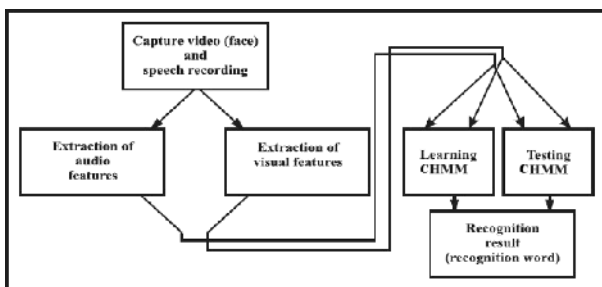 Capture video (face)
and
speech recording
Extraction of
audio
features
Extraction of
visual features
Learning
CHMM
Testing
CHMM
Recognition
result
(recognition word)